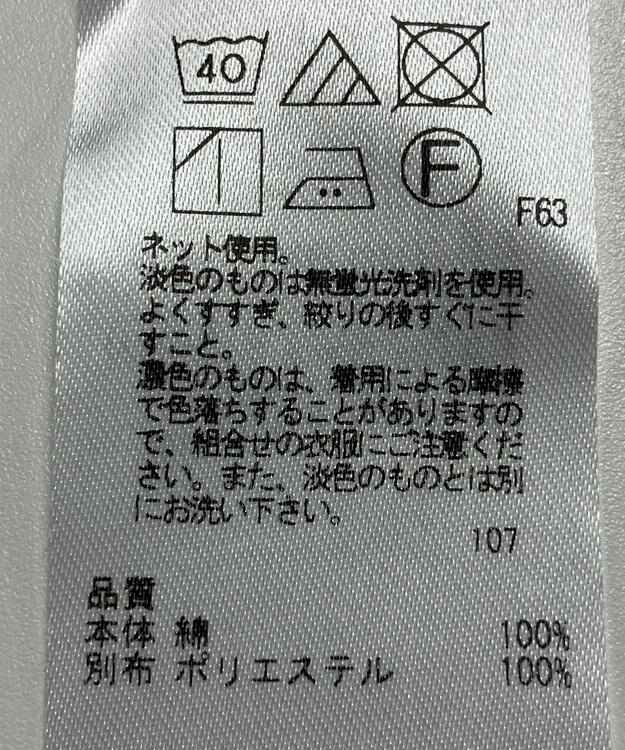 40
F
F63
ネット使用。
淡色のものは無蛍光洗剤を使用。
よくすすぎ、絞りの後すぐに干
すこと。
濃色のものは、着用による摩擦
で色落ちすることがありますの
で、組合せの衣服にご注意くだ
さい。また、淡色のものとは別
にお洗い下さい。
107
品質
本体 綿 100%
別布 ポリエステル 100%